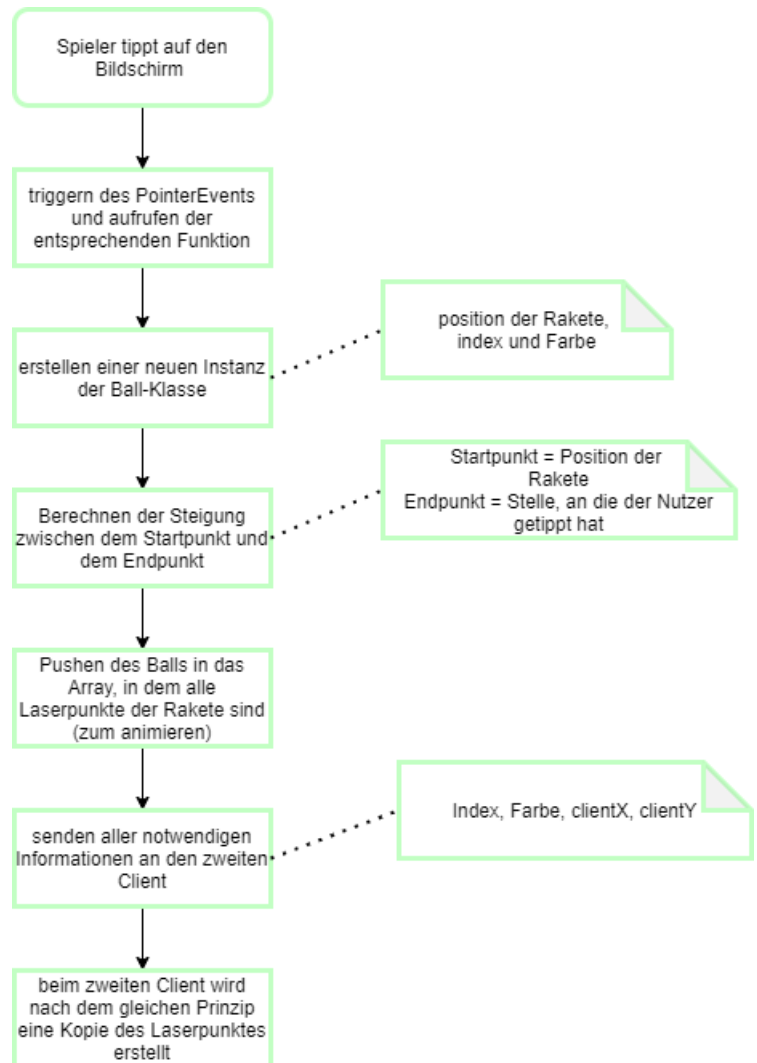 Spieler tippt auf den
Bildschirm
triggern des PointerEvents
und aufrufen der
entsprechenden Funktion
erstellen einer neuen Instanz
der Ball-Klasse
position der Rakete,
index und Farbe
Berechnen der Steigung
zwischen dem Startpunkt und
dem Endpunkt
Startpunkt = Position der
Rakete
Endpunkt = Stelle, an die der Nutzer
getippt hat
Pushen des Balls in das
Array, in dem alle
Laserpunkte der Rakete sind
(zum animieren)
senden aller notwendigen
Informationen an den zweiten
Client
Index, Farbe, clientX, clientY
beim zweiten Client wird
nach dem gleichen Prinzip
eine Kopie des Laserpunktes
erstellt